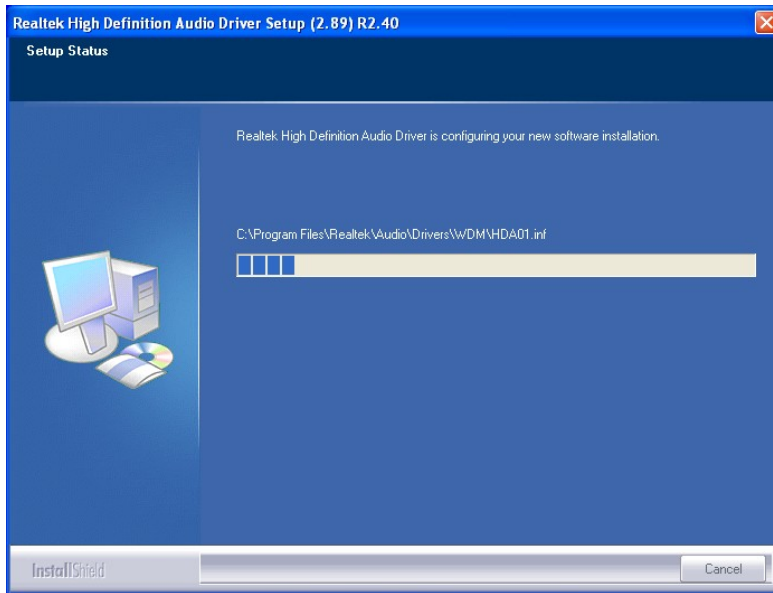 Realtek High Definition Audio Driver Setup (2.89) R2.40
Setup Status
Realtek High Definition Audio Driver is configuring your new software installation.
C:\Program Files\Realtek\Audio\Drivers\WDM\HDA01.inf
InstallShield
Cancel